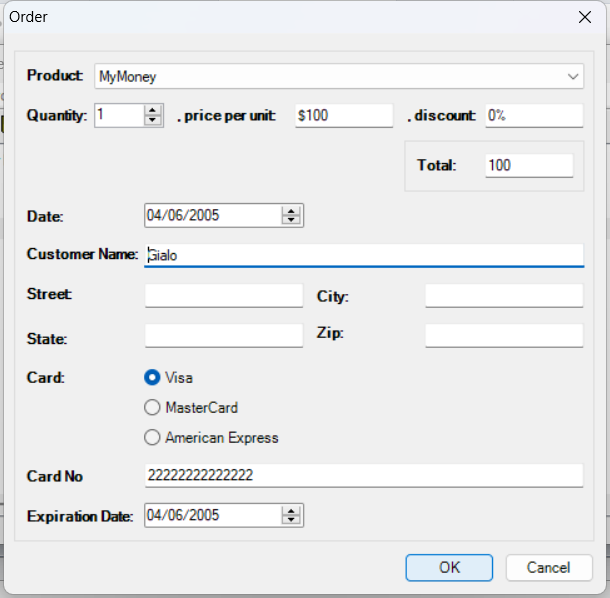 Order
Product: MyMoney
Quantity: 1 , price per unit: $100 , discount: 0%
Total: 100
Date: 04/06/2005
Customer Name: Gialo
Street: City:
State: Zip:
Card: Visa
MasterCard
American Express
Card No 22222222222222
Expiration Date: 04/06/2005
OK Cancel